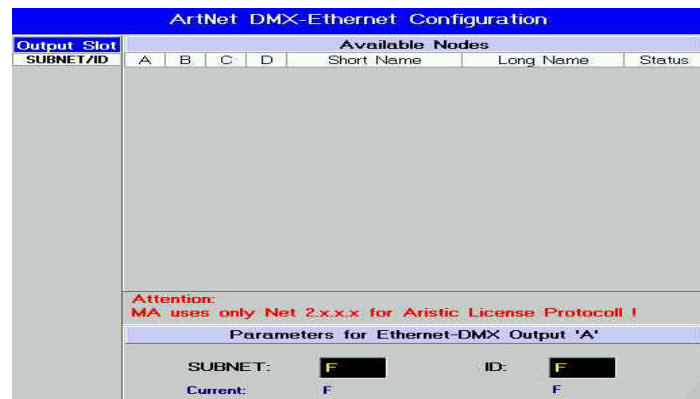 ArtNet DMX-Ethernet Configuration
Output Slot Available Nodes
SUBNET/ID A B C D Short Name Long Name Status
Attention:
MA uses only Net 2.x.x.x for Aristic License Protocoll !
Parameters for Ethernet-DMX Output 'A'
SUBNET: F ID: F
Current: F F